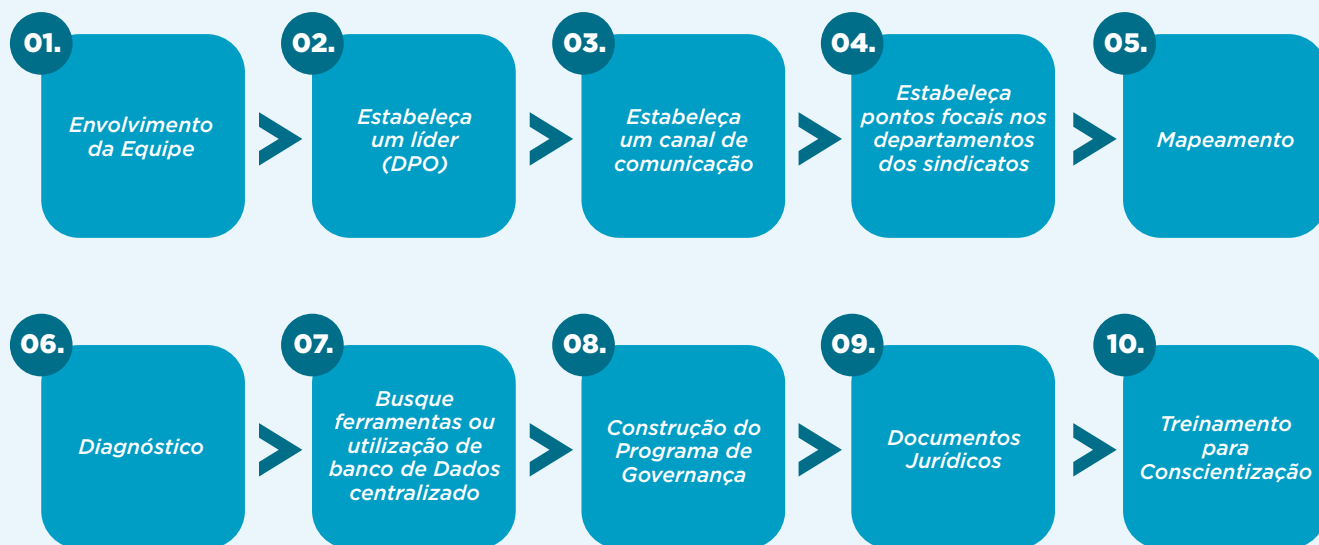 01.
Envolvimento
da Equipe
02.
Estabeleça
um líder
(DPO)
03.
Estabeleça
um canal de
comunicação
04.
Estabeleça
pontos focais nos
departamentos
dos sindicatos
05.
Mapeamento
06.
Diagnóstico
07.
Busque
ferramentas ou
utilização de
banco de Dados
centralizado
08.
Construção do
Programa de
Governança
09.
Documentos
Jurídicos
10.
Treinamento
para
Conscientização